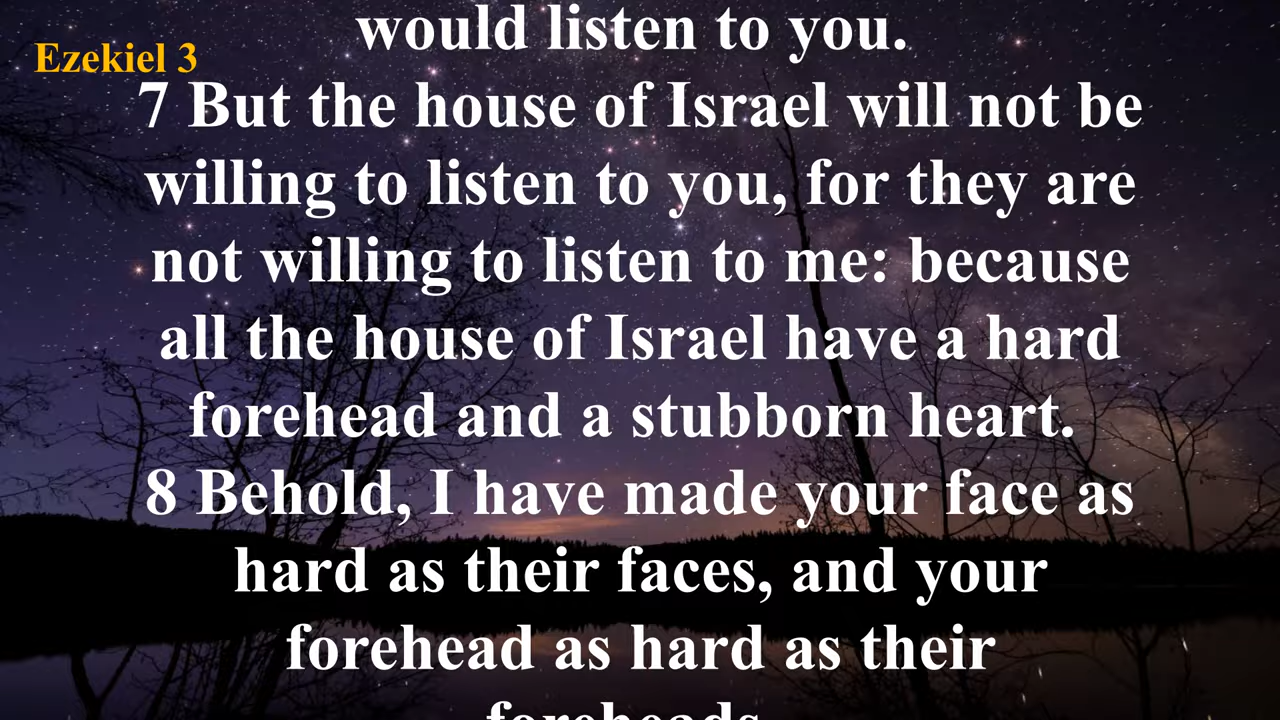 would listen to you.
Ezekiel 3
7 But the house of Israel will not be
willing to listen to you, for they are
not willing to listen to me: because
all the house of Israel have a hard
forehead and a stubborn heart.
8 Behold, I have made your face as
hard as their faces, and your
forehead as hard as their
foreheads.